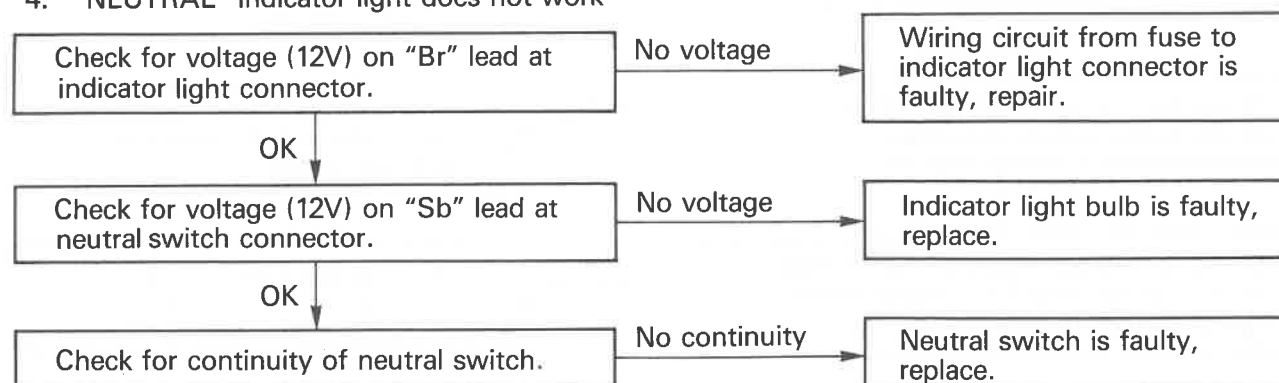 4. "NEUTRAL" indicator light does not work
Check for voltage (12V) on “Br” lead at
indicator light connector.
No voltage
Wiring circuit from fuse to
indicator light connector is
faulty, repair.
OK
Check for voltage (12V) on “Sb” lead at
neutral switch connector.
No voltage
Indicator light bulb is faulty,
replace.
OK
Check for continuity of neutral switch.
No continuity
Neutral switch is faulty,
replace.